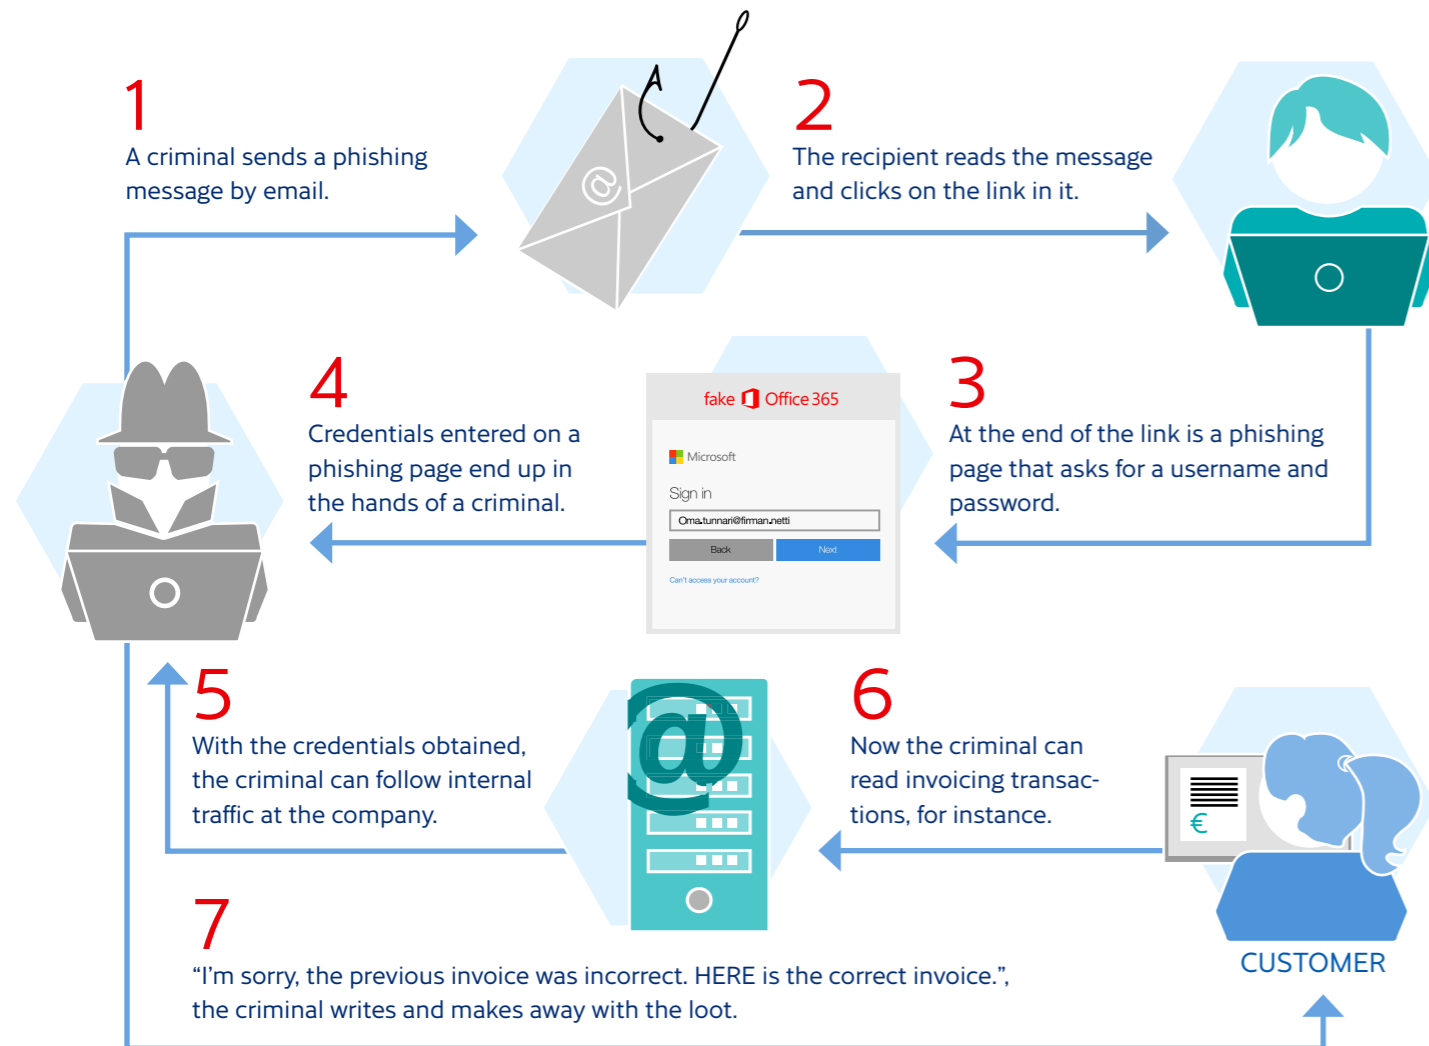 1
A criminal sends a phishing
message by email.
@
2
The recipient reads the message
and clicks on the link in it.
3
At the end of the link is a phishing
page that asks for a username and
password.
fake Office 365
Microsoft
Sign in
Oma.tunnari@firman.netti
Back Next
Can't access your account?
4
Credentials entered on a
phishing page end up in
the hands of a criminal.
5
With the credentials obtained,
the criminal can follow internal
traffic at the company.
@
6
Now the criminal can
read invoicing transac-
tions, for instance.
€
CUSTOMER
7
“I’m sorry, the previous invoice was incorrect. HERE is the correct invoice.”,
the criminal writes and makes away with the loot.